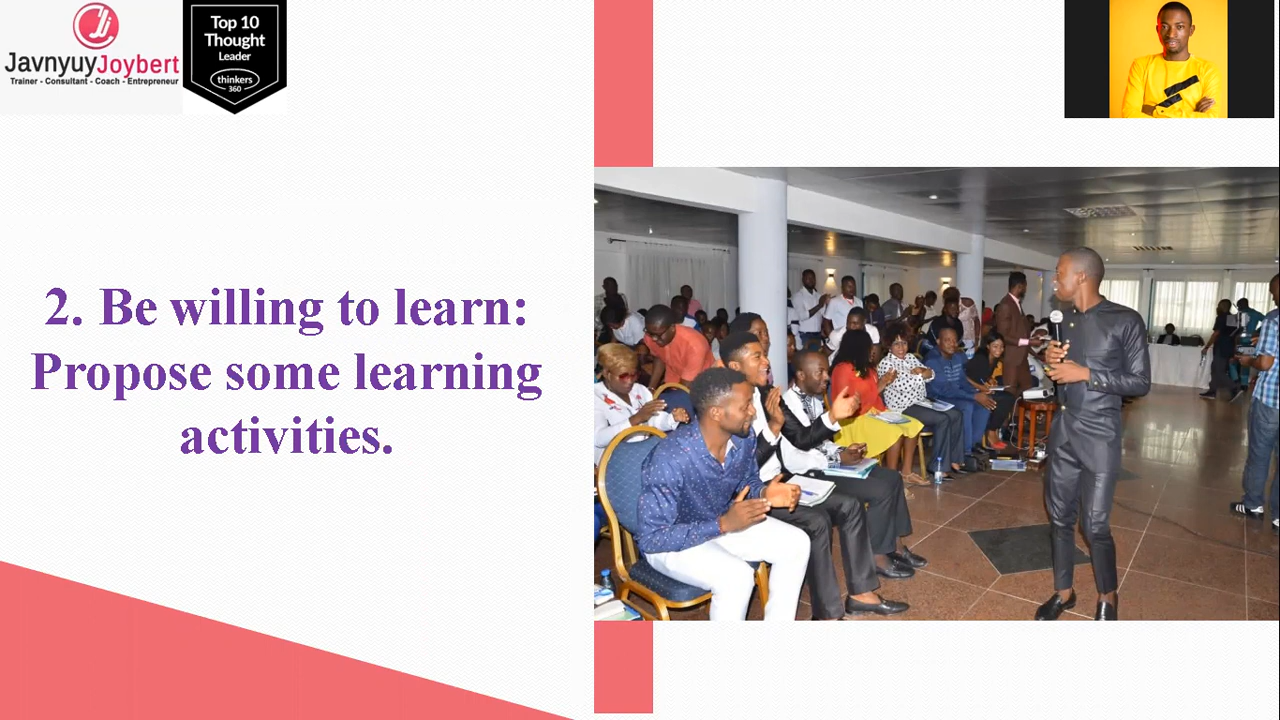 JavnyuyJoybert
Trainer - Consultant - Coach - Entrepreneur
Top 10
Thought
Leader
thinkers
360
2. Be willing to learn:
Propose some learning
activities.